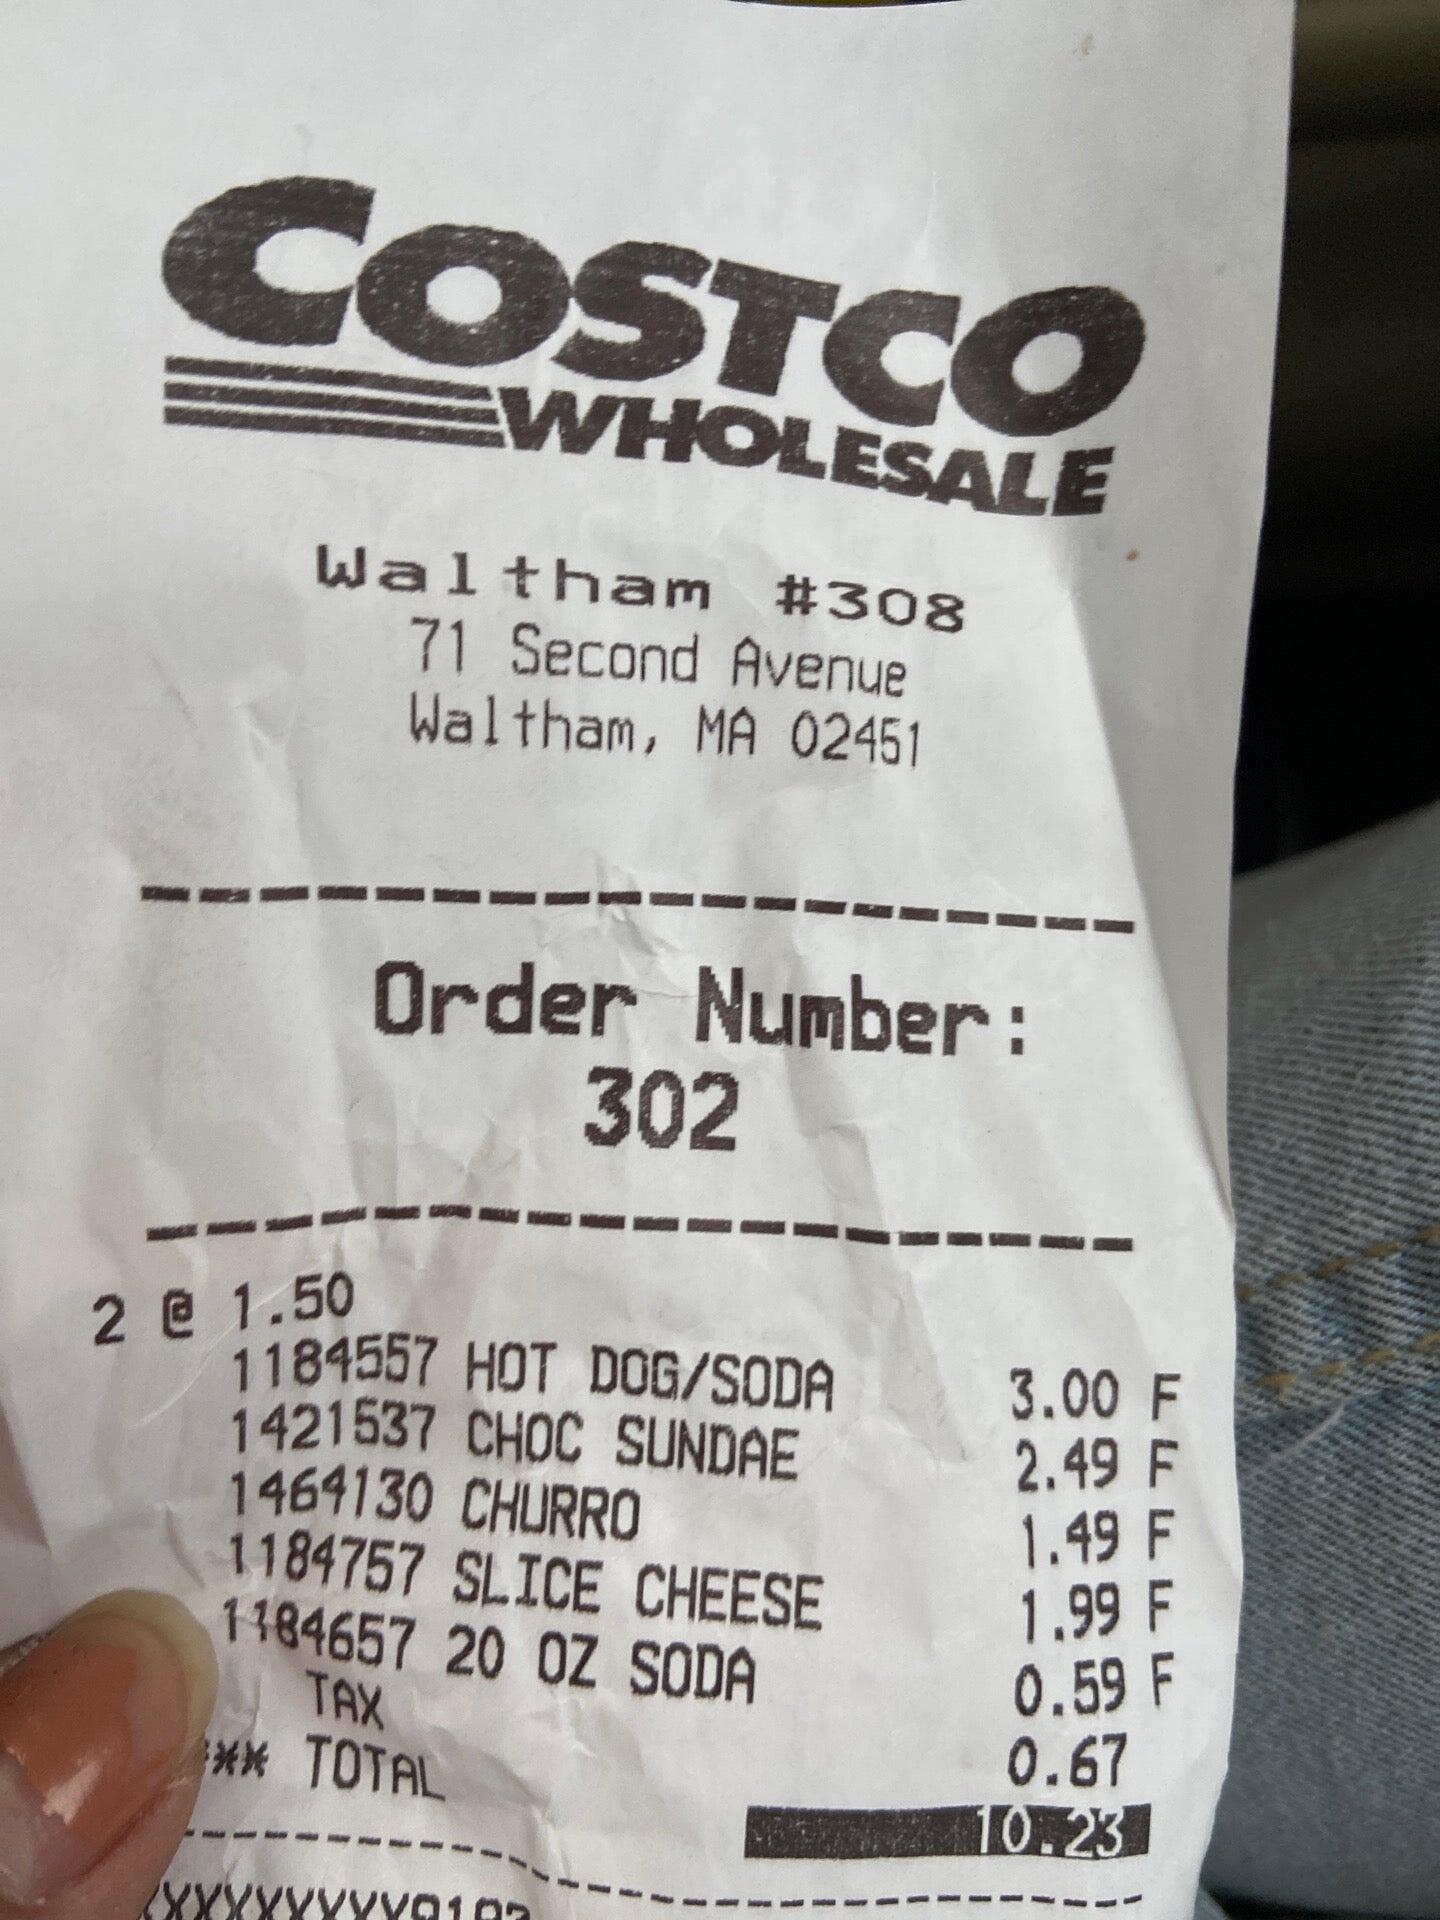 COSTCO
WHOLESALE
Waltham #308
71 Second Avenue
Waltham, MA 02451
Order Number:
302
2 @ 1.50
1184557 HOT DOG/SODA 3.00 F
1421537 CHOC SUNDAE 2.49 F
1464130 CHURRO 1.49 F
1184757 SLICE CHEESE 1.99 F
1184657 20 OZ SODA 0.59 F
TAX 0.67
*** TOTAL 10.23